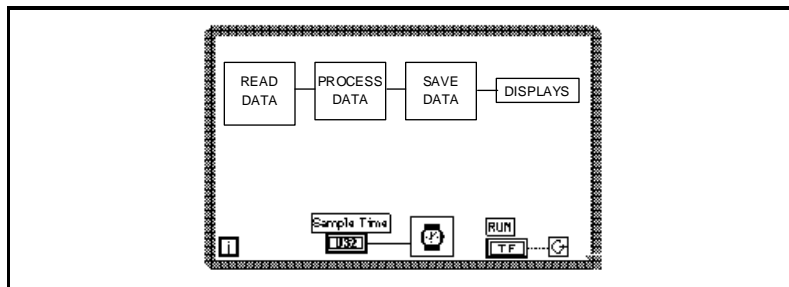 READ
DATA
PROCESS
DATA
SAVE
DATA
DISPLAYS
Sample Time
U32
RUN
TF
i